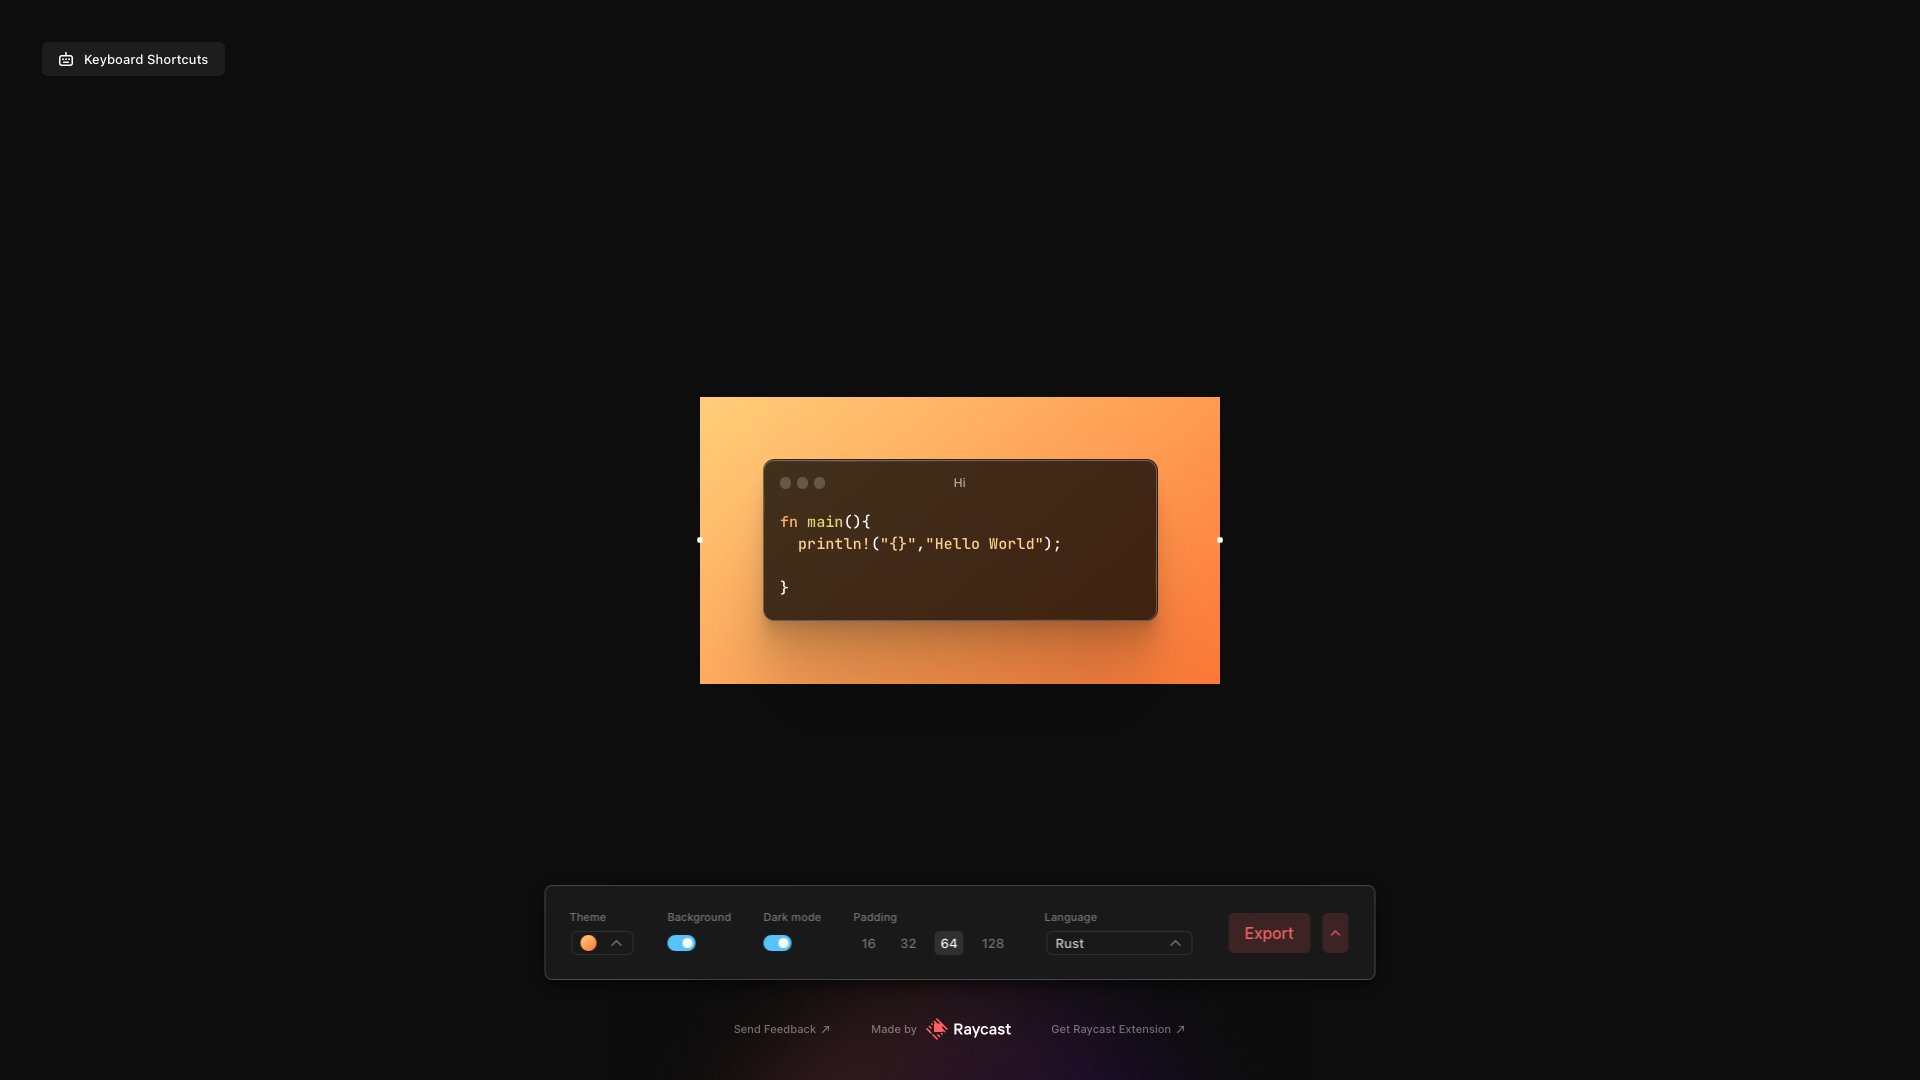 Keyboard Shortcuts
Hi
fn main(){
  println!("{}","Hello World");
}
Theme
Background
Dark mode
Padding
16 32 64 128
Language
Rust
Export
Send Feedback ↗
Made by Raycast
Get Raycast Extension ↗